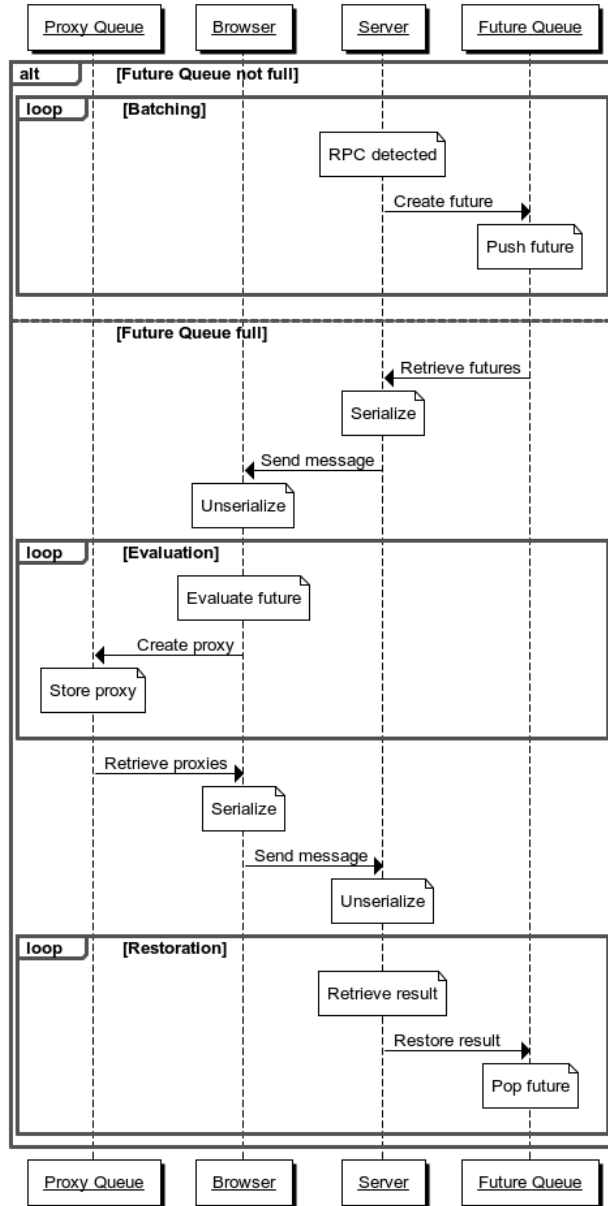 Proxy Queue Browser Server Future Queue
alt [Future Queue not full]
loop [Batching]
RPC detected
Create future
Push future
[Future Queue full]
Retrieve futures
Serialize
Send message
Unserialize
loop [Evaluation]
Evaluate future
Create proxy
Store proxy
Retrieve proxies
Serialize
Send message
Unserialize
loop [Restoration]
Retrieve result
Restore result
Pop future
Proxy Queue Browser Server Future Queue